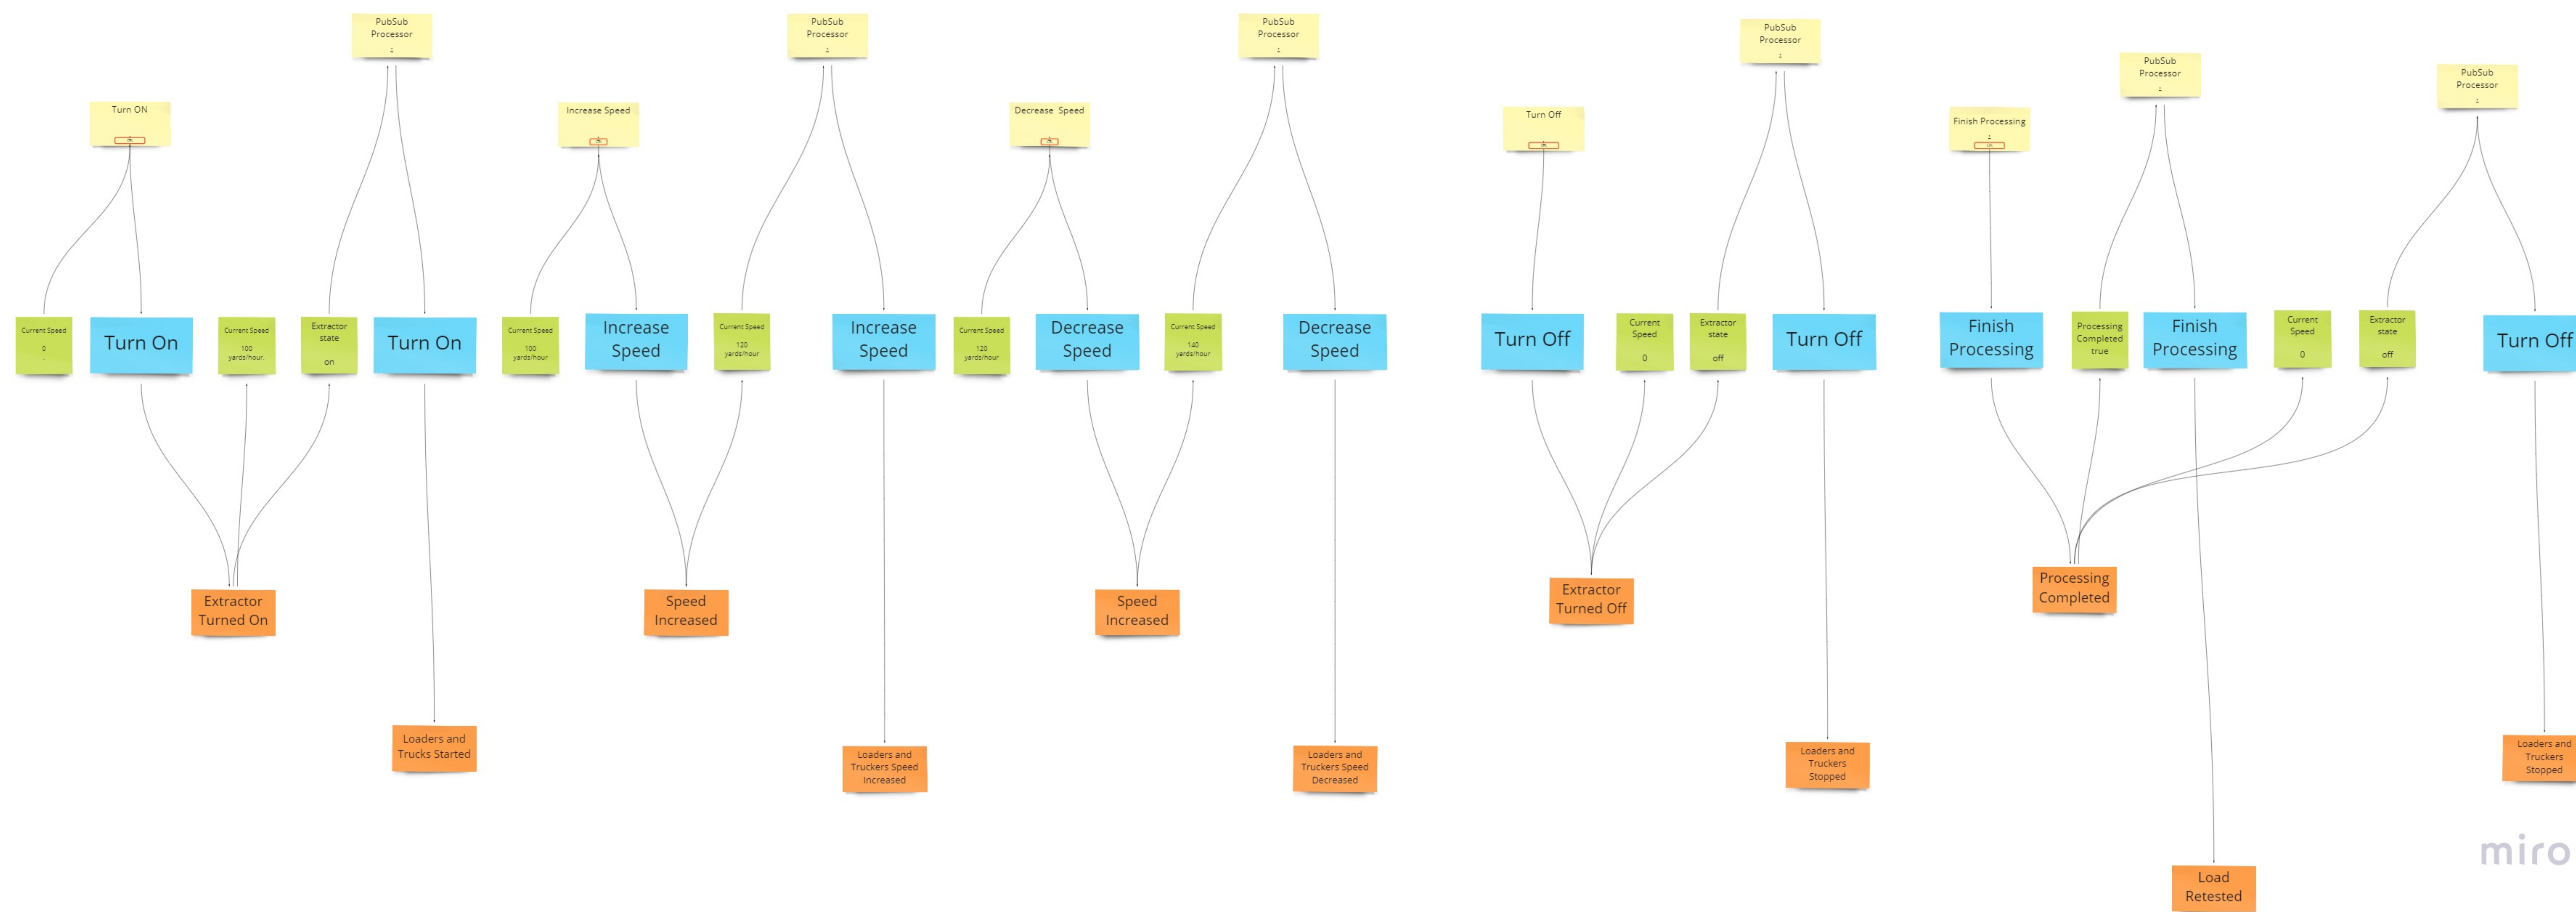 PubSub
Processor
PubSub
Processor
PubSub
Processor
PubSub
Processor
PubSub
Processor
PubSub
Processor
Turn ON
Increase Speed
Decrease Speed
Turn Off
Finish Processing
Current Speed
0
Turn On
Current Speed
100
yards/hour.
Extractor
state
on
Turn On
Current Speed
100
yards/hour
Increase
Speed
Current Speed
120
yards/hour
Increase
Speed
Current Speed
120
yards/hour
Decrease
Speed
Current Speed
140
yards/hour
Decrease
Speed
Turn Off
Current
Speed
0
Extractor
state
off
Turn Off
Finish
Processing
Processing
Completed
true
Finish
Processing
Current
Speed
0
Extractor
state
off
Turn Off
Extractor
Turned On
Speed
Increased
Speed
Increased
Extractor
Turned Off
Processing
Completed
Loaders and
Trucks Started
Loaders and
Truckers Speed
Increased
Loaders and
Truckers Speed
Decreased
Loaders and
Truckers
Stopped
Loaders and
Truckers
Stopped
Load
Retested
miro